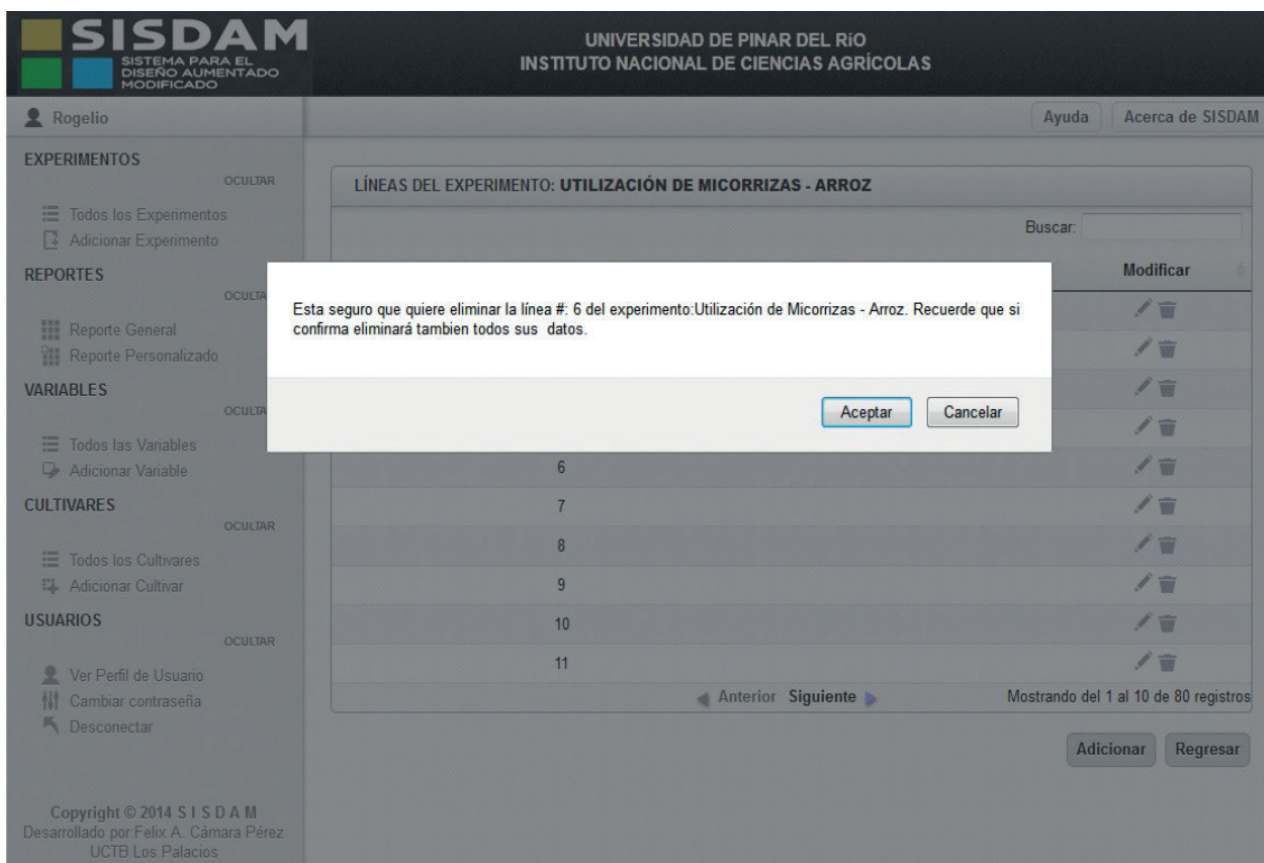 SISDAM
SISTEMA PARA EL
DISEÑO AUMENTADO
MODIFICADO
UNIVERSIDAD DE PINAR DEL RíO
INSTITUTO NACIONAL DE CIENCIAS AGRÍCOLAS
Rogelio
Ayuda
Acerca de SISDAM
EXPERIMENTOS
OCULTAR
Todos los Experimentos
Adicionar Experimento
REPORTES
OCULTA
Reporte General
Reporte Personalizado
VARIABLES
OCULTA
Todos las Variables
Adicionar Variable
CULTIVARES
OCULTAR
Todos los Cultivares
Adicionar Cultivar
USUARIOS
OCULTAR
Ver Perfil de Usuario
Cambiar contraseña
Desconectar
Copyright © 2014 S I S D A M
Desarrollado por:Felix A. Cámara Pérez
UCTB Los Palacios
LÍNEAS DEL EXPERIMENTO: UTILIZACIÓN DE MICORRIZAS - ARROZ
Buscar:
Modificar
Esta seguro que quiere eliminar la línea #: 6 del experimento:Utilización de Micorrizas - Arroz. Recuerde que si
confirma eliminará tambien todos sus datos.
Aceptar
Cancelar
6
7
8
9
10
11
Anterior Siguiente
Mostrando del 1 al 10 de 80 registros
Adicionar
Regresar